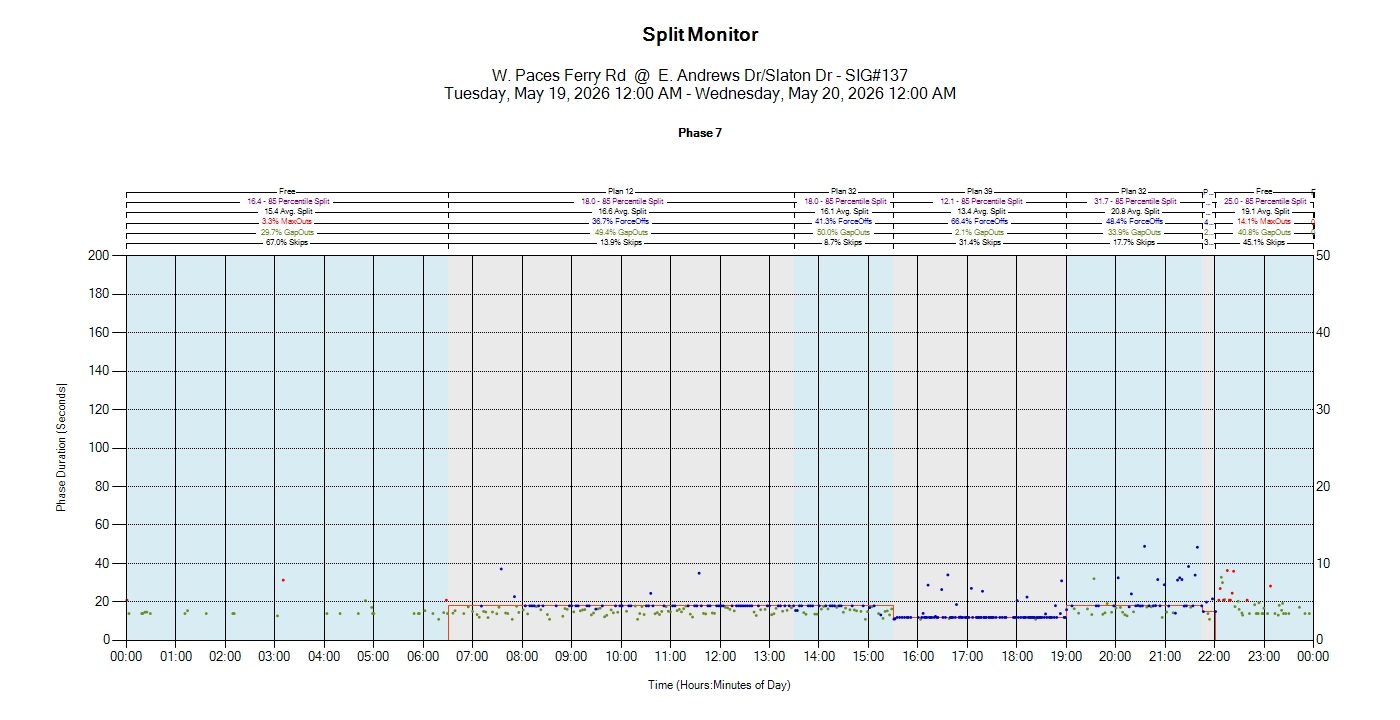 Split Monitor
W. Paces Ferry Rd @ E. Andrews Dr/Slaton Dr - SIG#137
Tuesday, May 19, 2026 12:00 AM - Wednesday, May 20, 2026 12:00 AM
Phase 7
Free Plan 12 Plan 32 Plan 39 Plan 32 P... Free F
16.4 - 85 Percentile Split 18.0 - 85 Percentile Split 18.0 - 85 Percentile Split 12.1 - 85 Percentile Split 31.7 - 85 Percentile Split ... 25.0 - 85 Percentile Split
15.4 Avg. Split 16.6 Avg. Split 16.1 Avg. Split 13.4 Avg. Split 20.8 Avg. Split ... 19.1 Avg. Split
3.3% MaxOuts 36.7% ForceOffs 41.3% ForceOffs 66.4% ForceOffs 48.4% ForceOffs 4... 14.1% MaxOuts
29.7% GapOuts 49.4% GapOuts 50.0% GapOuts 2.1% GapOuts 33.9% GapOuts 2... 40.8% GapOuts
67.0% Skips 13.9% Skips 8.7% Skips 31.4% Skips 17.7% Skips 3... 45.1% Skips
200 50
180
160 40
140
120 30
100
80 20
60
40 10
20
0 0
00:00 01:00 02:00 03:00 04:00 05:00 06:00 07:00 08:00 09:00 10:00 11:00 12:00 13:00 14:00 15:00 16:00 17:00 18:00 19:00 20:00 21:00 22:00 23:00 00:00
Phase Duration (Seconds)
Time (Hours:Minutes of Day)